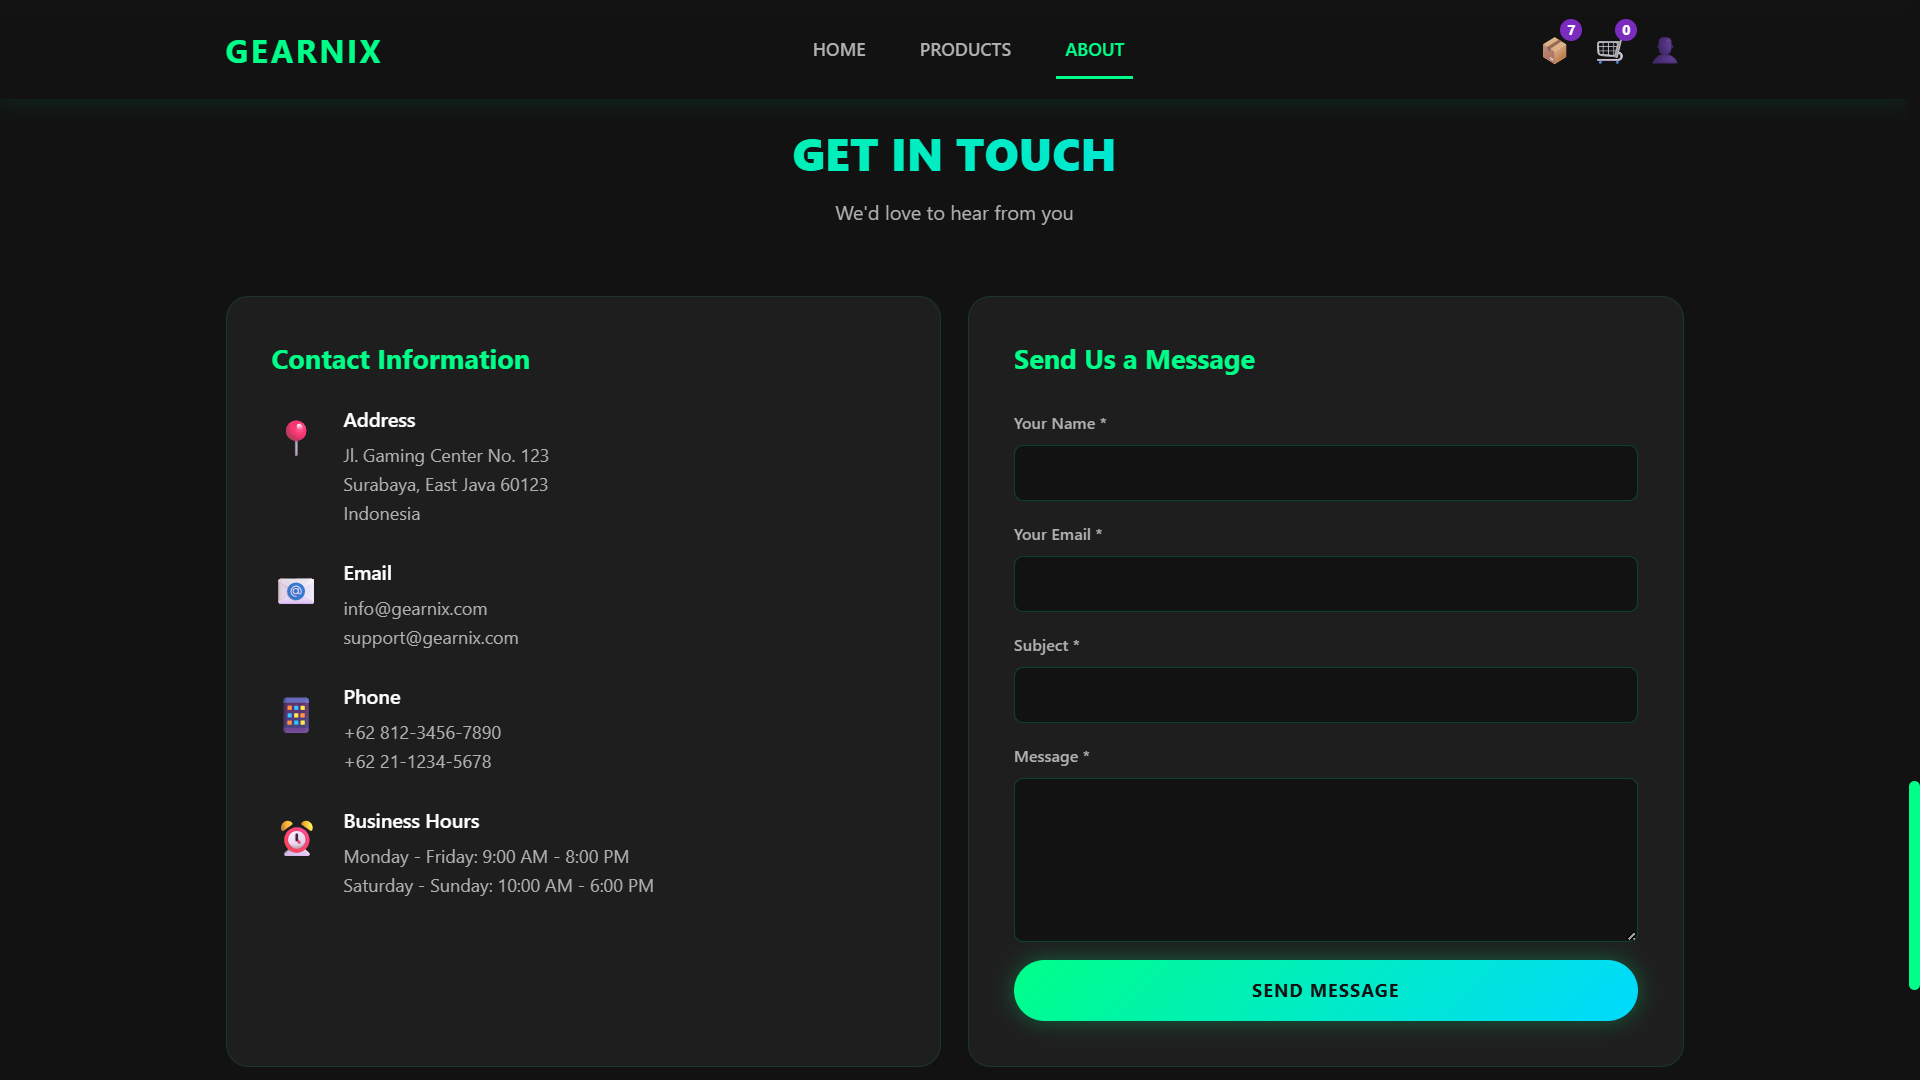 GEARNIX
HOME
PRODUCTS
ABOUT
7
0
GET IN TOUCH
We'd love to hear from you
Contact Information
Address
Jl. Gaming Center No. 123
Surabaya, East Java 60123
Indonesia
Email
info@gearnix.com
support@gearnix.com
Phone
+62 812-3456-7890
+62 21-1234-5678
Business Hours
Monday - Friday: 9:00 AM - 8:00 PM
Saturday - Sunday: 10:00 AM - 6:00 PM
Send Us a Message
Your Name *
Your Email *
Subject *
Message *
SEND MESSAGE